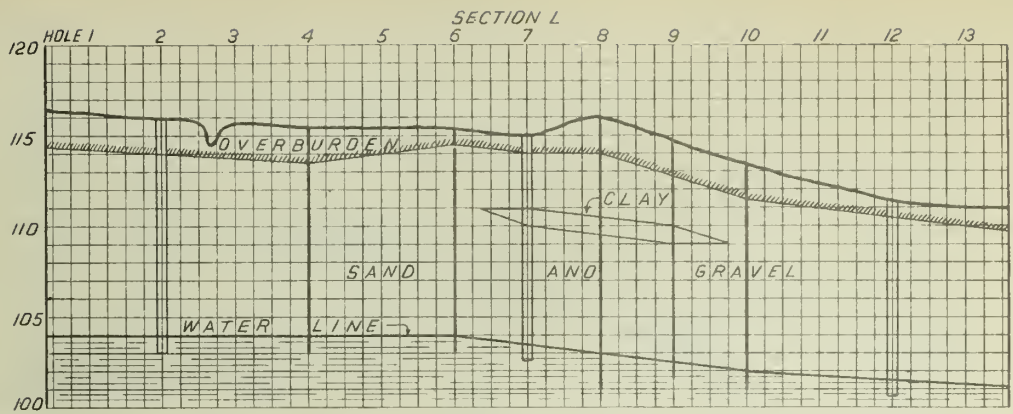 SECTION L
HOLE 1 2 3 4 5 6 7 8 9 10 11 12 13
120
115
OVERBURDEN
CLAY
110
SAND AND GRAVEL
105
WATER LINE
100